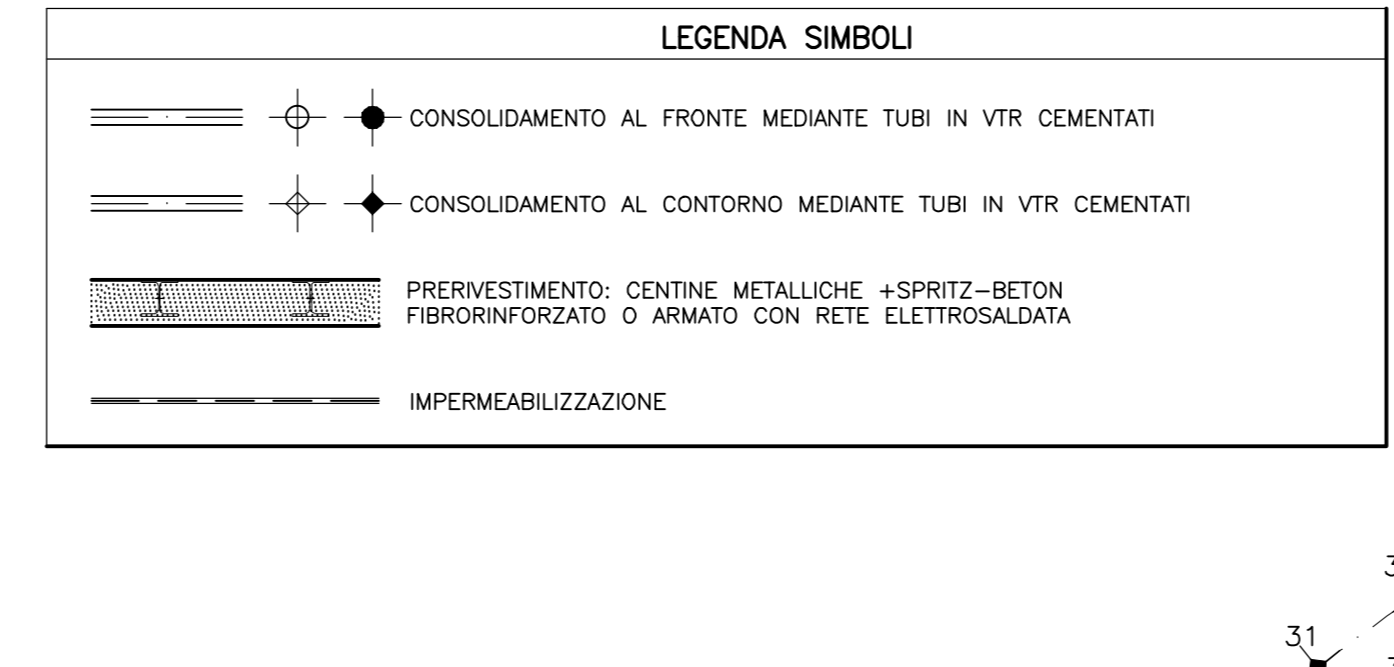 LEGENDA SIMBOLI
CONSOLIDAMENTO AL FRONTE MEDIANTE TUBI IN VTR CEMENTATI
CONSOLIDAMENTO AL CONTORNO MEDIANTE TUBI IN VTR CEMENTATI
PRERIVESTIMENTO: CENTINE METALLICHE +SPRITZ-BETON
FIBRORINFORZATO O ARMATO CON RETE ELETTROSALDATA
IMPERMEABILIZZAZIONE
31